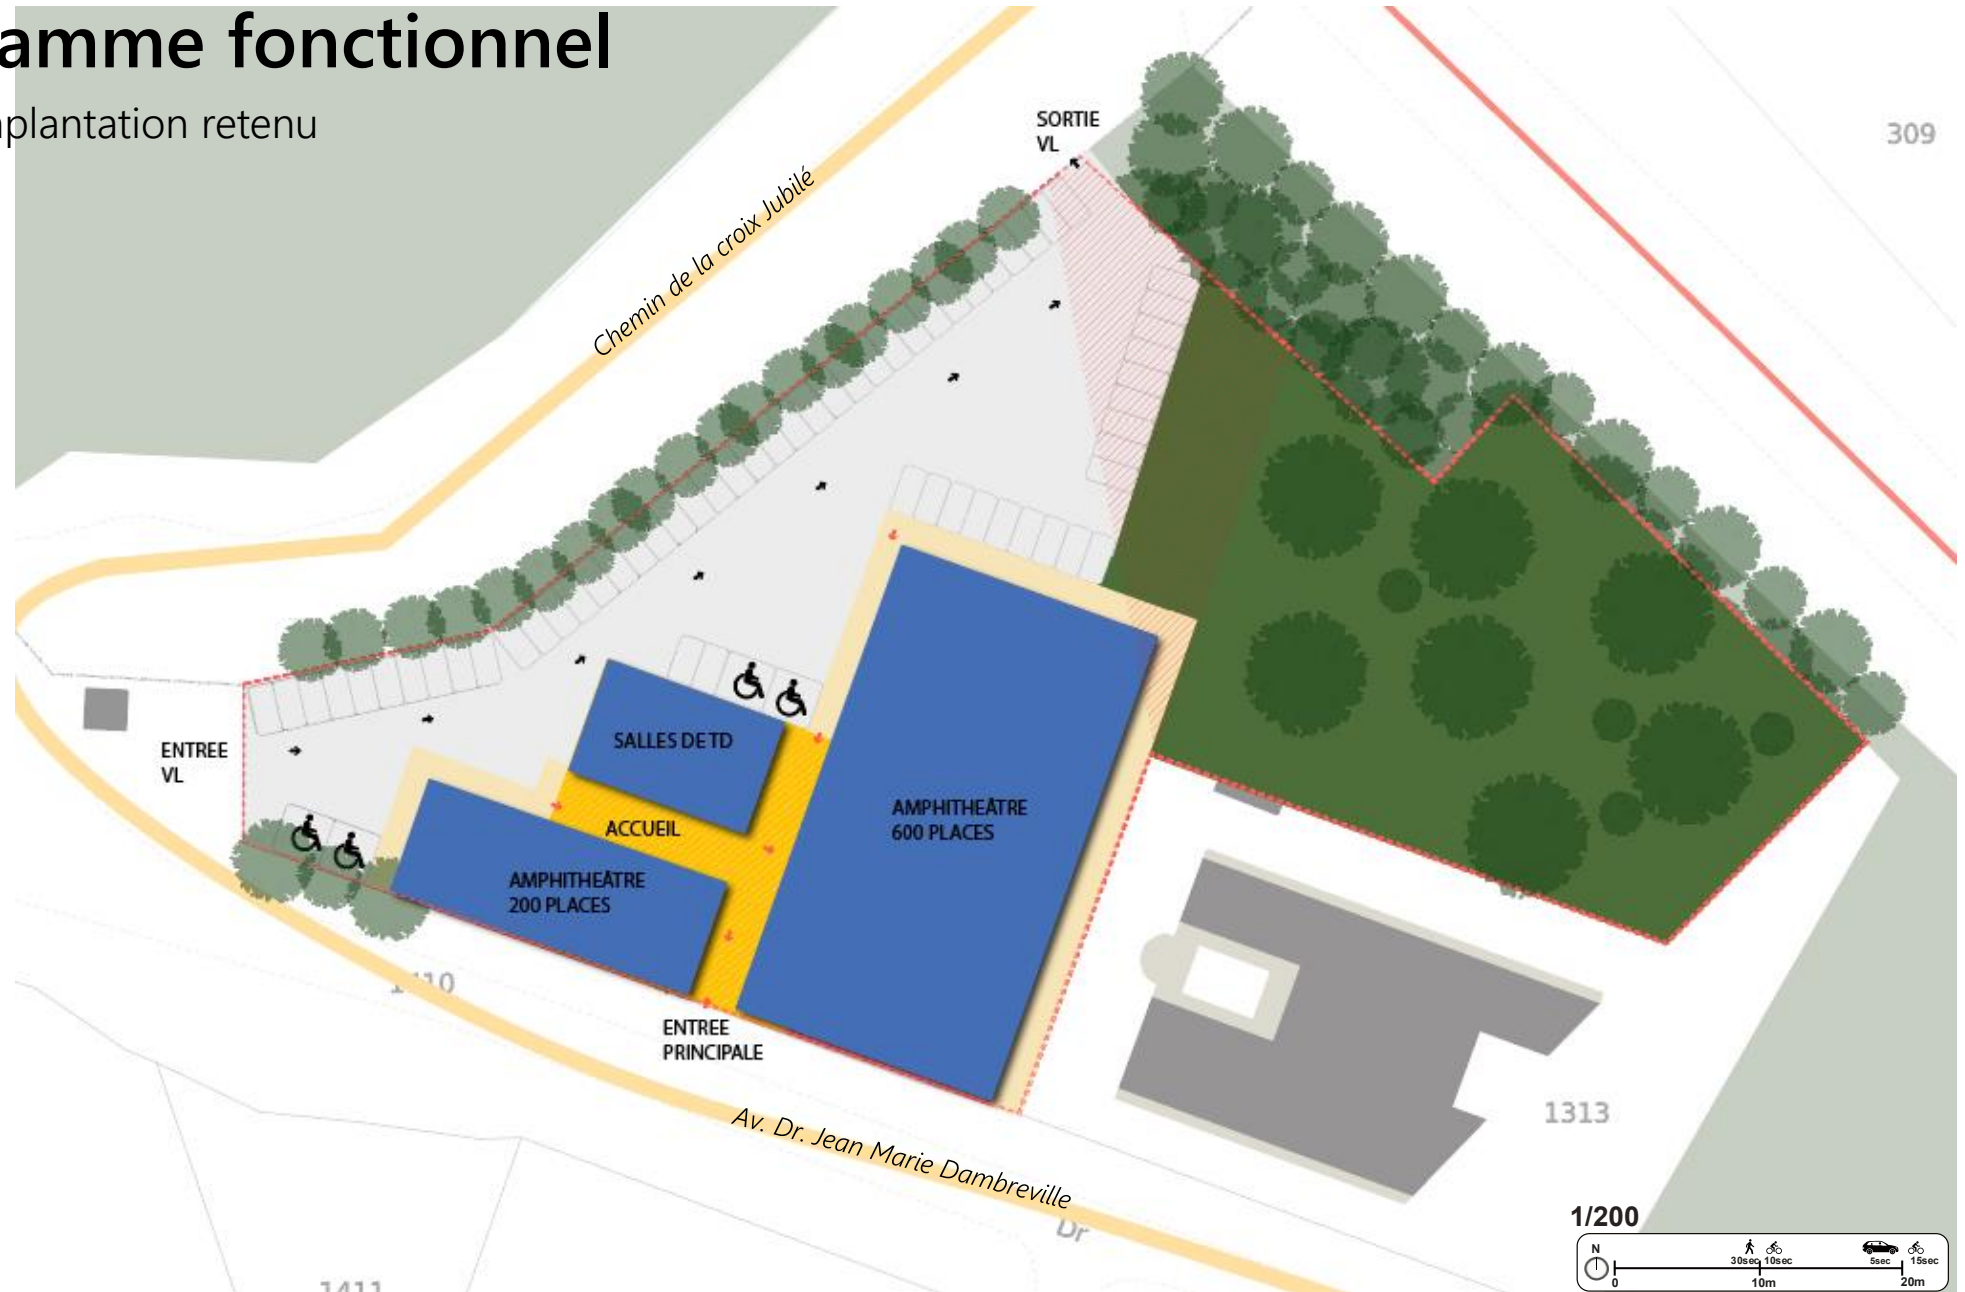 amme fonctionnel
plantation retenu
SORTIE
VL
309
Chemin de la croix Jubilé
ENTREE
VL
SALLES DE TD
ACCUEIL
AMPHITHEÂTRE
600 PLACES
AMPHITHEÂTRE
200 PLACES
10
ENTREE
PRINCIPALE
1313
Av. Dr. Jean Marie Dambreville
Dr
1411
1/200
N
30sec 10sec
5sec 15sec
0 10m 20m